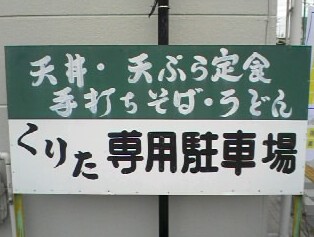 天丼・天ぷら定食
手打ちそば・うどん
くりた専用駐車場